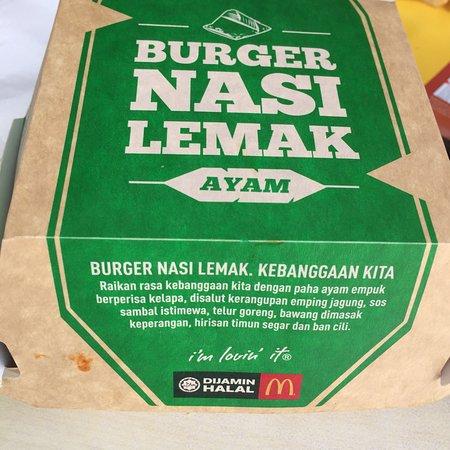 BURGER
NASI
LEMAK
AYAM
BURGER NASI LEMAK. KEBANGGAAN KITA
Raikan rasa kebanggaan kita dengan paha ayam empuk
berperisa kelapa, disalut kerangupan emping jagung, sos
sambal istimewa, telur goreng, bawang dimasak
keperangan, hirisan timun segar dan ban cili.
i'm lovin' it®
DIJAMIN
HALAL